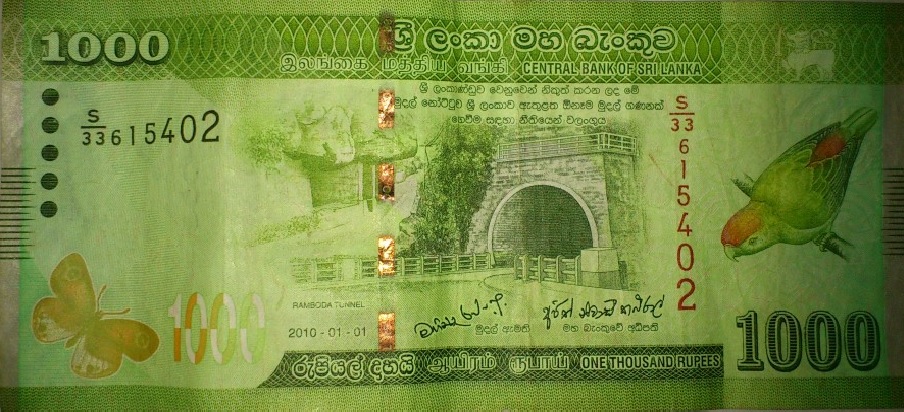 1000
ශ්‍රී ලංකා මහ බැංකුව
இலங்கை மத்திய வங்கி CENTRAL BANK OF SRI LANKA
ශ්‍රී ලංකාණ්ඩුව වෙනුවෙන් නිකුත් කරන ලද මේ
මුදල් නෝට්ටුව ශ්‍රී ලංකාව ඇතුළත ඕනෑම මුදල් ගණනක්
ගෙවීම සඳහා නීතියෙන් වලංගුය
S/33 615402
S/33 615402
RAMBODA TUNNEL
1000
2010 - 01 - 01
මුදල් ඇමති
මහ බැංකුවේ අධිපති
1000
රුපියල් දහයි ஆயிரம் ரூபாய் ONE THOUSAND RUPEES